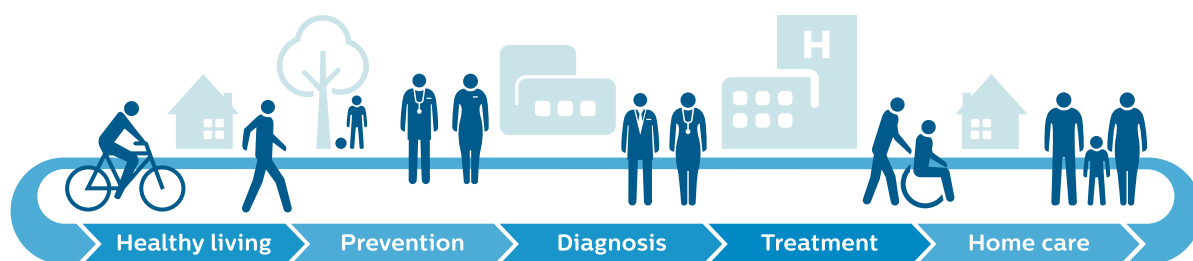 H
Healthy living
Prevention
Diagnosis
Treatment
Home care